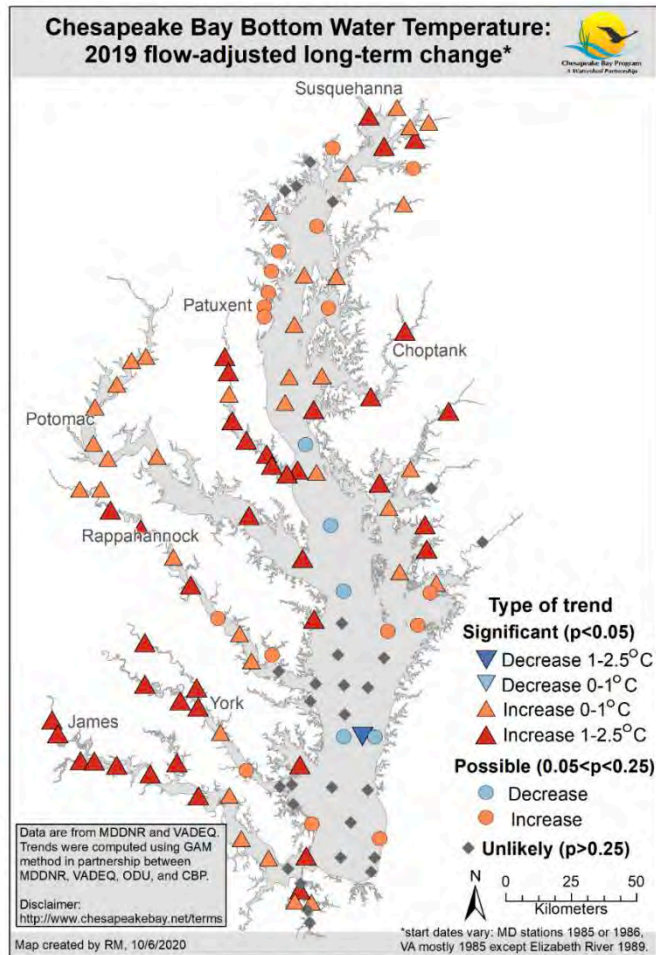 Chesapeake Bay Bottom Water Temperature:
2019 flow-adjusted long-term change*
Chesapeake Bay Program
A Watershed Partnership
Susquehanna
Patuxent
Choptank
Potomac
Rappahannock
York
James
Type of trend
Significant (p<0.05)
Decrease 1-2.5°C
Decrease 0-1°C
Increase 0-1°C
Increase 1-2.5°C
Possible (0.05<p<0.25)
Decrease
Increase
Unlikely (p>0.25)
N
0 25 50
Kilometers
Data are from MDDNR and VADEQ.
Trends were computed using GAM
method in partnership between
MDDNR, VADEQ, ODU, and CBP.
Disclaimer:
http://www.chesapeakebay.net/terms
Map created by RM, 10/6/2020
*start dates vary: MD stations 1985 or 1986,
VA mostly 1985 except Elizabeth River 1989.